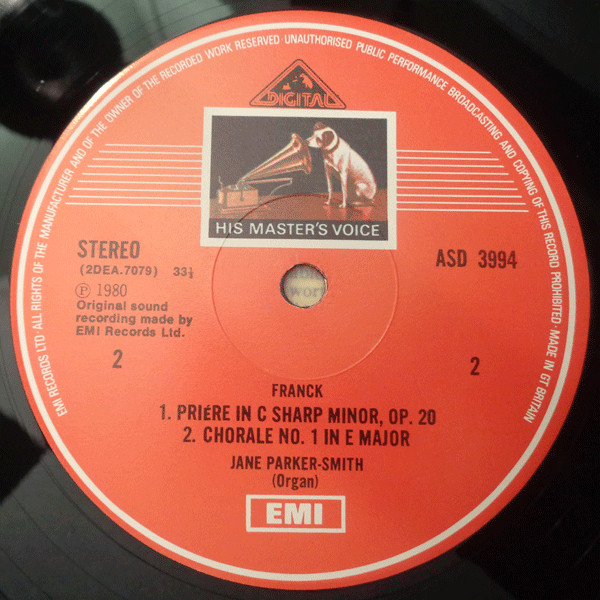 EMI RECORDS LTD · ALL RIGHTS OF THE MANUFACTURER AND OF THE OWNER OF THE RECORDED WORK RESERVED · UNAUTHORISED PUBLIC PERFORMANCE BROADCASTING AND COPYING OF THIS RECORD PROHIBITED · MADE IN GT BRITAIN
DIGITAL
HIS MASTER'S VOICE
STEREO
(2DEA.7079) 33⅓
ASD 3994
Ⓟ 1980
Original sound
recording made by
EMI Records Ltd.
2
2
FRANCK
1. PRIÉRE IN C SHARP MINOR, OP. 20
2. CHORALE NO. 1 IN E MAJOR
JANE PARKER-SMITH
(Organ)
EMI